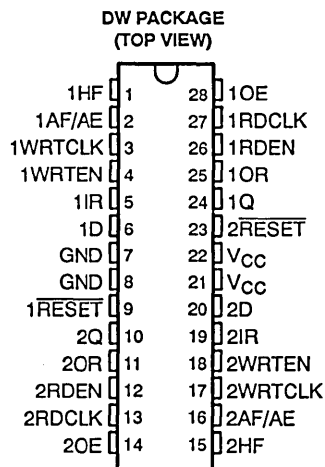 DW PACKAGE
(TOP VIEW)
1HF 1 28 1OE
1AF/AE 2 27 1RDCLK
1WRTCLK 3 26 1RDEN
1WRTEN 4 25 1OR
1IR 5 24 1Q
1D 6 23 2R̅E̅S̅E̅T̅
GND 7 22 VCC
GND 8 21 VCC
1R̅E̅S̅E̅T̅ 9 20 2D
2Q 10 19 2IR
2OR 11 18 2WRTEN
2RDEN 12 17 2WRTCLK
2RDCLK 13 16 2AF/AE
2OE 14 15 2HF